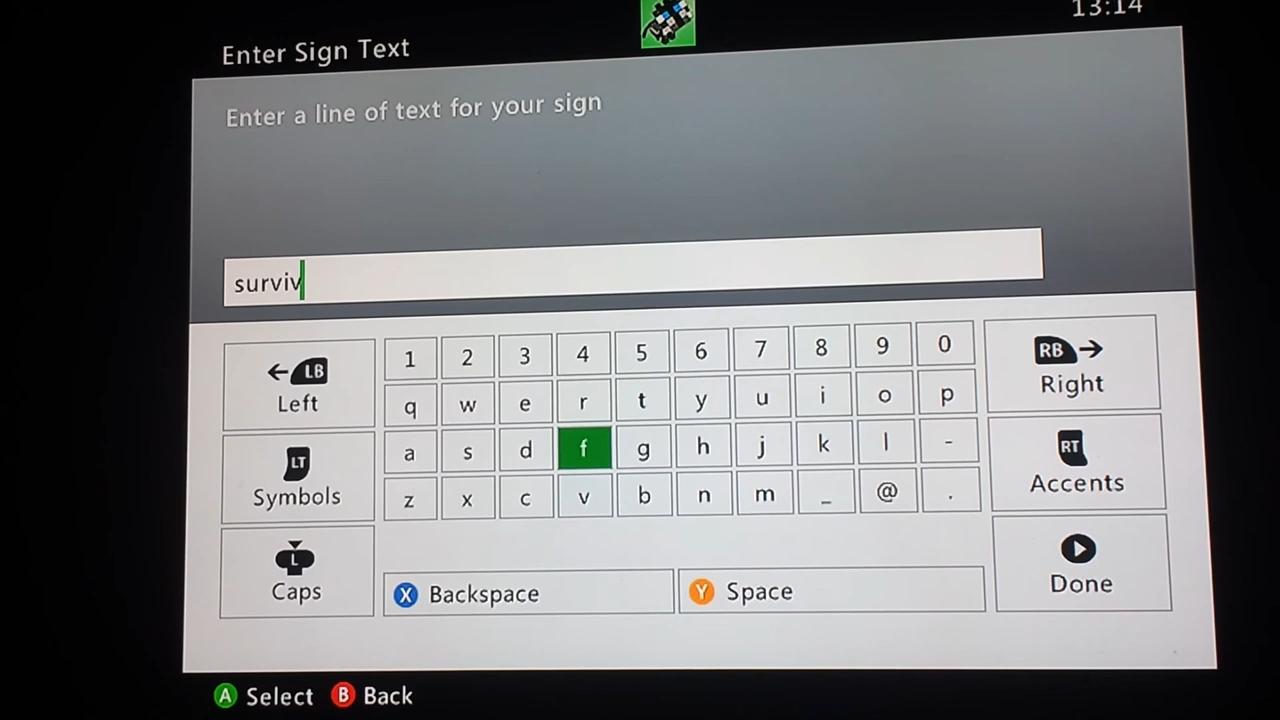 13:14
Enter Sign Text
Enter a line of text for your sign
surviv
LB
Left
1 2 3 4 5 6 7 8 9 0
RB
Right
q w e r t y u i o p
LT
Symbols
a s d f g h j k l -
RT
Accents
z x c v b n m _ @ .
L
Caps
X Backspace
Y Space
Done
A Select B Back